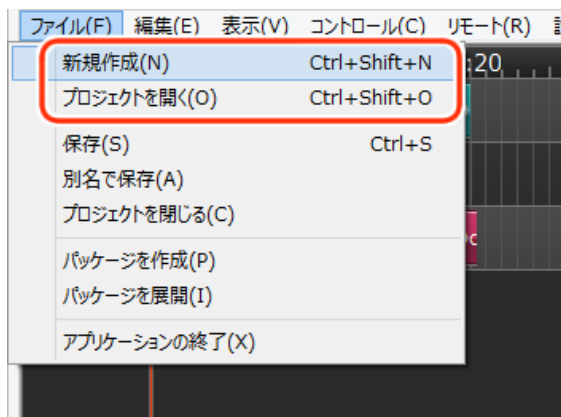 ファイル(F) 編集(E) 表示(V) コントロール(C) リモート(R)
新規作成(N) Ctrl+Shift+N :20
プロジェクトを開く(O) Ctrl+Shift+O
保存(S) Ctrl+S
別名で保存(A)
プロジェクトを閉じる(C)
パッケージを作成(P)
パッケージを展開(I)
アプリケーションの終了(X)